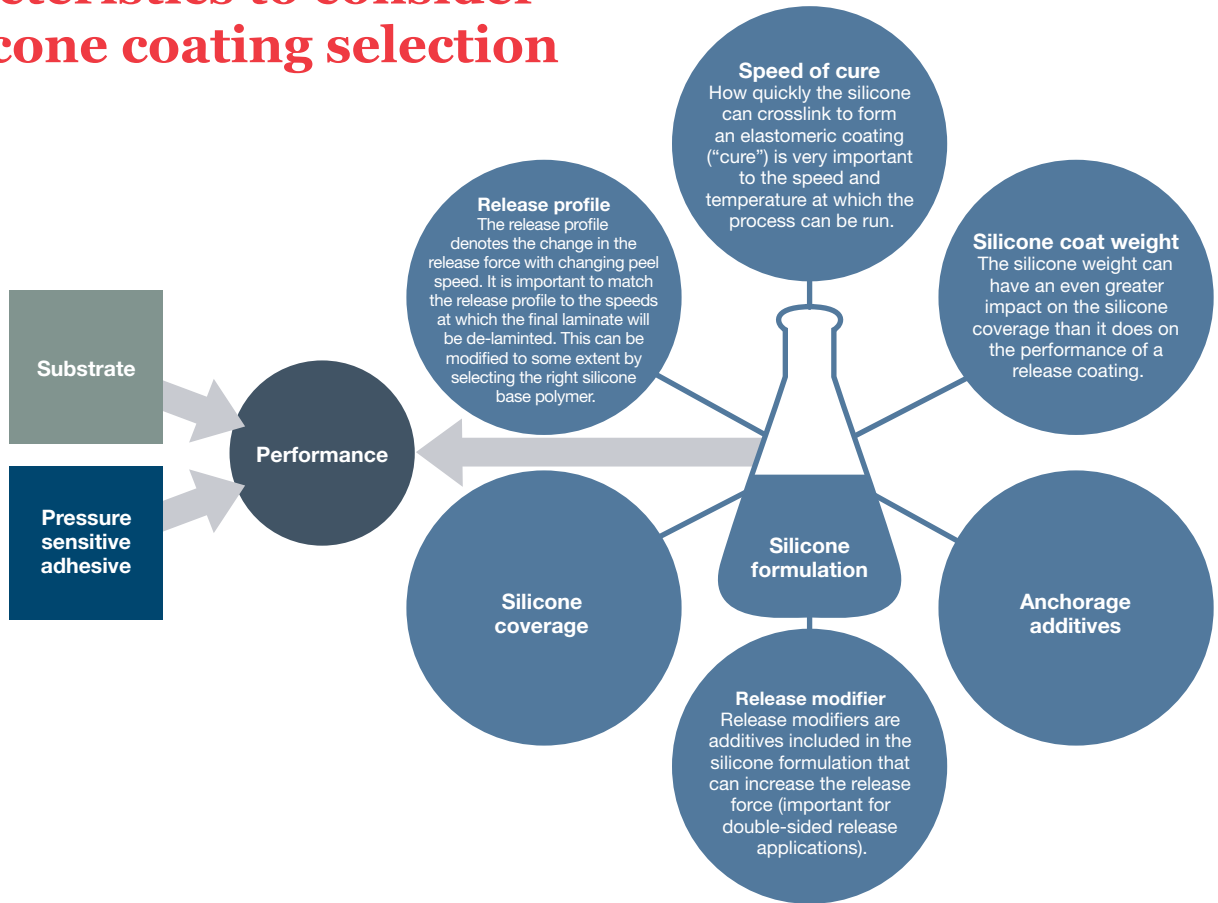 to consider
coating selection
Speed of cure
How quickly the silicone
can crosslink to form
an elastomeric coating
(“cure”) is very important
to the speed and
temperature at which the
process can be run.
Release profile
The release profile
denotes the change in the
release force with changing peel
speed. It is important to match
the release profile to the speeds
at which the final laminate will
be de-laminted. This can be
modified to some extent by
selecting the right silicone
base polymer.
Silicone coat weight
The silicone weight can
have an even greater
impact on the silicone
coverage than it does on
the performance of a
release coating.
Substrate
Performance
Pressure
sensitive
adhesive
Silicone
formulation
Silicone
coverage
Anchorage
additives
Release modifier
Release modifiers are
additives included in the
silicone formulation that
can increase the release
force (important for
double-sided release
applications).